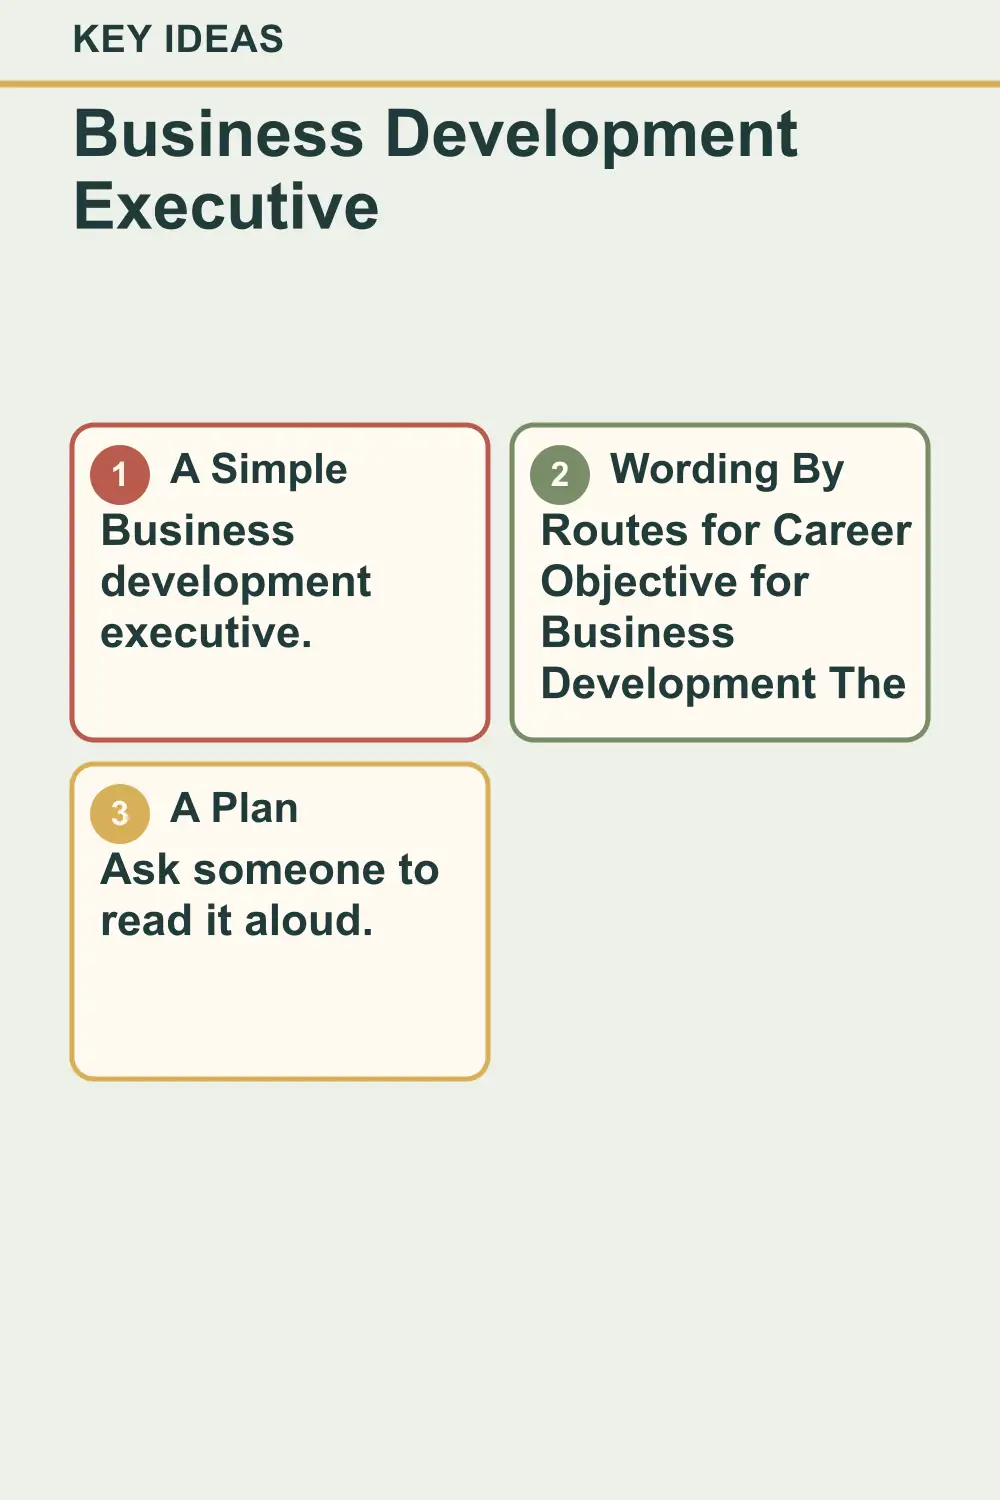 KEY IDEAS
Business Development
Executive
1 A Simple
Business
development
executive.
2 Wording By
Routes for Career
Objective for
Business
Development The
3 A Plan
Ask someone to
read it aloud.